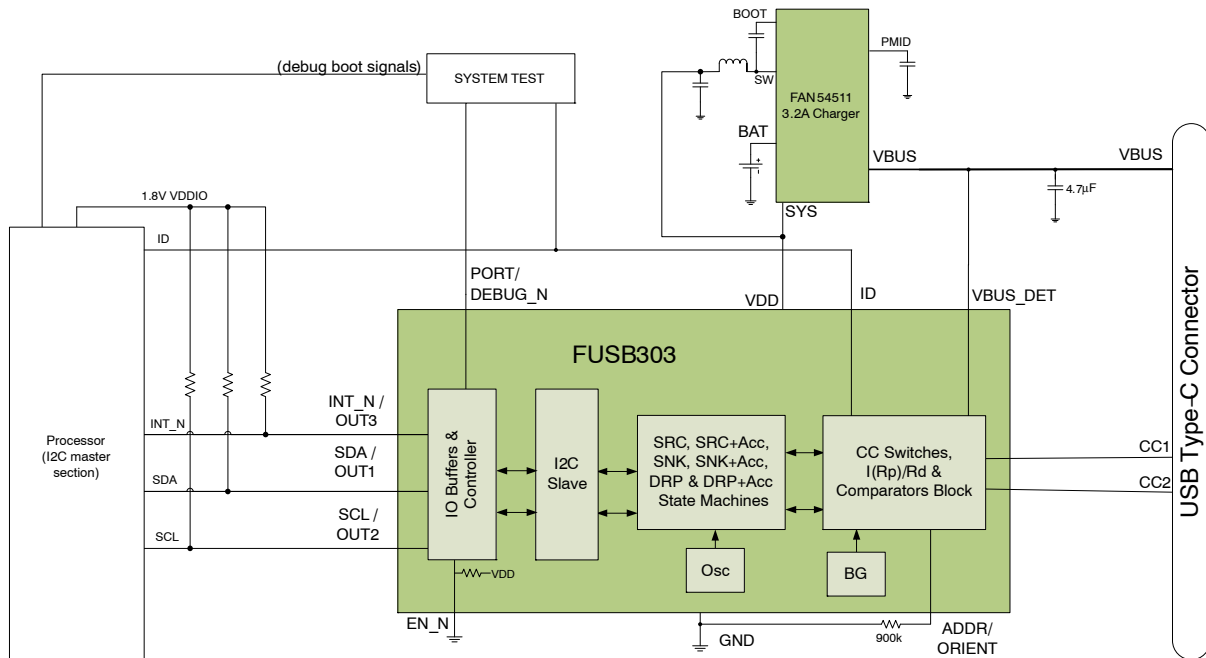 BOOT
PMID
(debug boot signals)
SYSTEM TEST
SW
FAN54511
3.2A Charger
BAT
+
-
VBUS
VBUS
4.7µF
SYS
1.8V VDDIO
ID
PORT/
DEBUG_N
VDD
ID
VBUS_DET
FUSB303
Processor
(I2C master
section)
INT_N
SDA
SCL
INT_N /
OUT3
SDA /
OUT1
SCL /
OUT2
IO Buffers &
Controller
I2C
Slave
SRC, SRC+Acc,
SNK, SNK+Acc,
DRP & DRP+Acc
State Machines
CC Switches,
I(Rp)/Rd &
Comparators Block
CC1
CC2
USB Type-C Connector
Osc
BG
VDD
EN_N
GND
900k
ADDR/
ORIENT